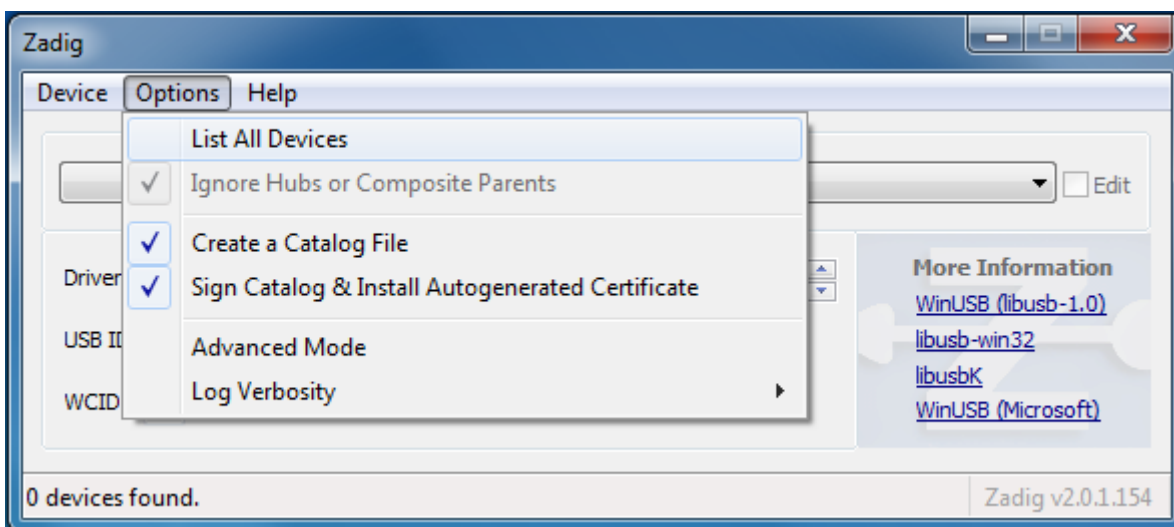 Zadig
Device Options Help
List All Devices
Ignore Hubs or Composite Parents
Edit
Create a Catalog File
Sign Catalog & Install Autogenerated Certificate
Advanced Mode
Log Verbosity
Driver
USB ID
WCID
More Information
WinUSB (libusb-1.0)
libusb-win32
libusbK
WinUSB (Microsoft)
0 devices found.
Zadig v2.0.1.154